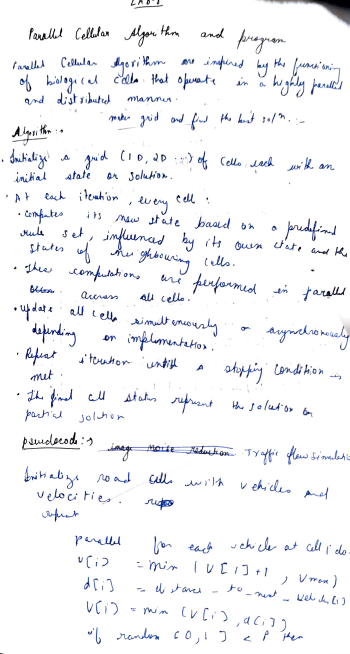 LAB-8
Parallel Cellular Algorithm and program
Parallel Cellular Algorithm are inspired by the functioning
of biological cells that operate in a highly parallel
and distributed manner.
make grid and find the best solⁿ.
Algorithm :-
• Initialize a grid (1D, 2D ...) of Cells each with an
initial state or solution.
• At each iteration, every cell :
• computes its new state based on a predefined
rule set, influenced by its own state and the
states of neighbouring cells.
• These computations are performed in parallel
across all cells.
• update all cells simultaneously or asynchronously
depending on implementation.
• Repeat iteration until a stopping condition is
met.
• The final cell states represent the solution or
partial solution
pseudocode :- image noise reduction Traffic flow simulatio
Initialize road cells with vehicles and
velocities.
repeat
parallel for each vehicle at cell i do
v[i] = min (v[i]+1, Vmax)
d[i] = distance_to_next_vehicle(i)
V[i] = min (V[i], d[i])
if random (0,1) < P then